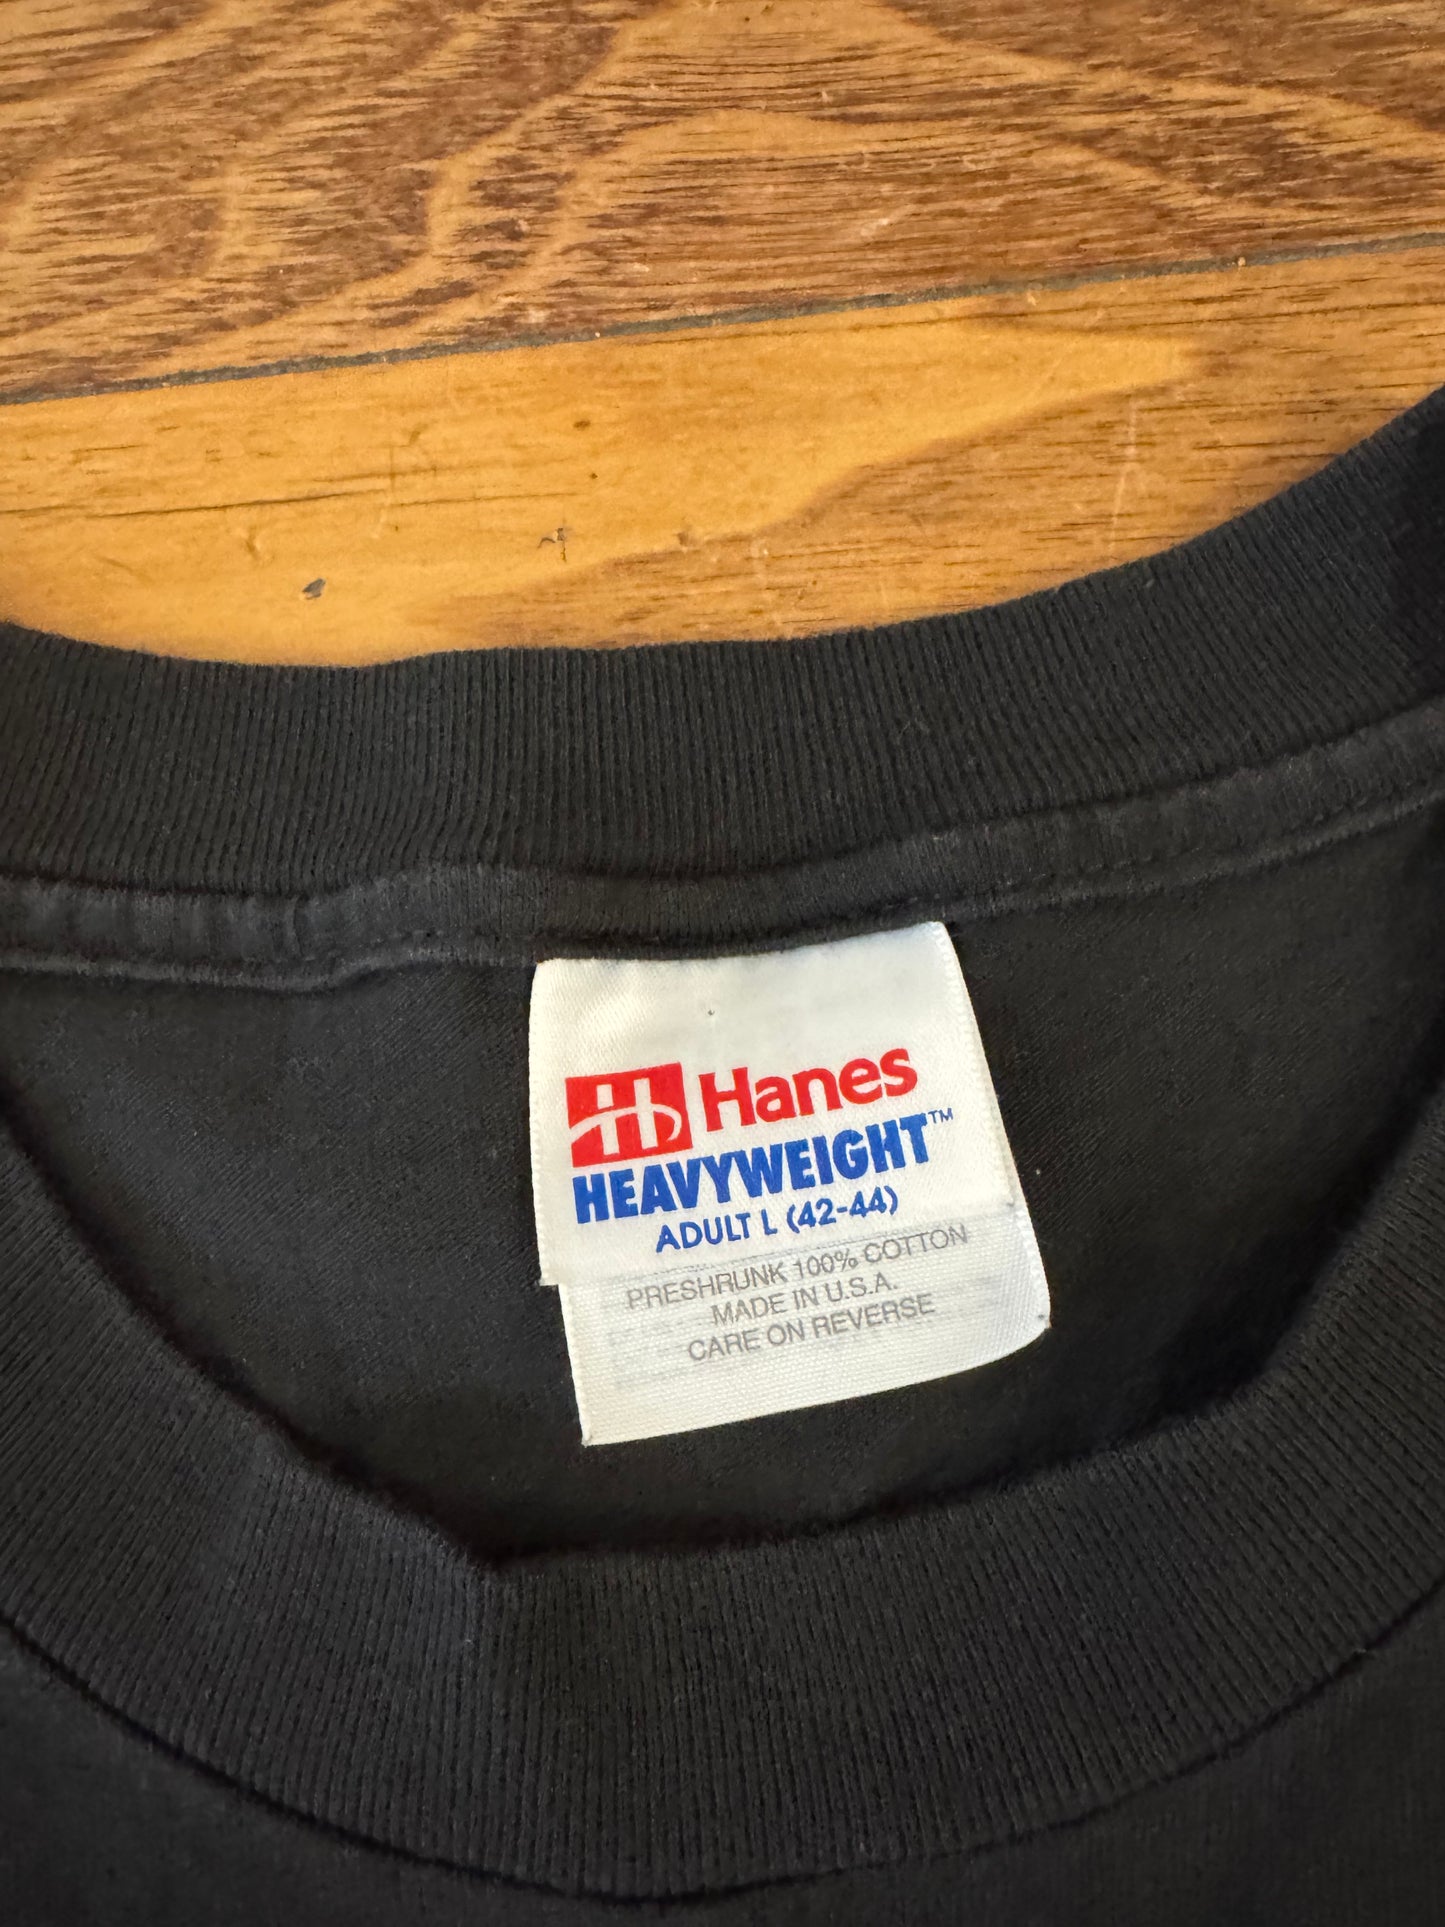 Hanes
HEAVYWEIGHT™
ADULT L (42-44)
PRESHRUNK 100% COTTON
MADE IN U.S.A.
CARE ON REVERSE